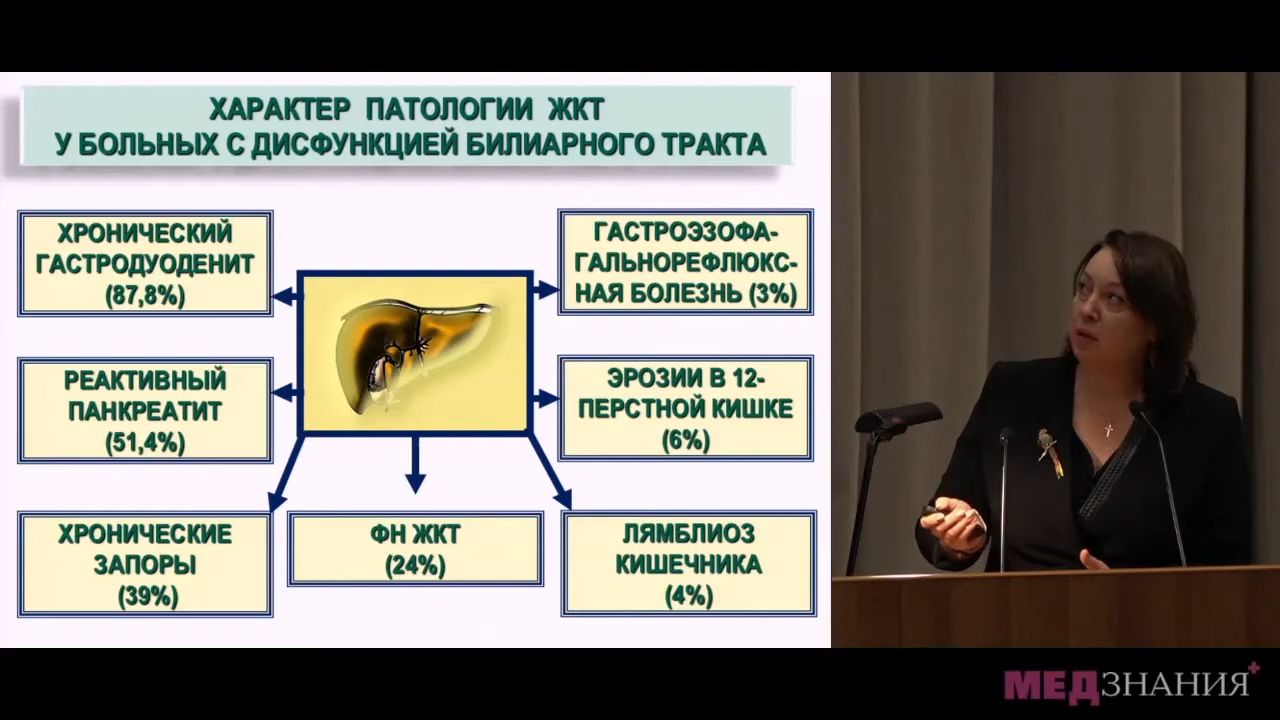 ХАРАКТЕР ПАТОЛОГИИ ЖКТ
У БОЛЬНЫХ С ДИСФУНКЦИЕЙ БИЛИАРНОГО ТРАКТА
ХРОНИЧЕСКИЙ
ГАСТРОДУОДЕНИТ
(87,8%)
ГАСТРОЭЗОФА-
ГАЛЬНОРЕФЛЮКС-
НАЯ БОЛЕЗНЬ (3%)
РЕАКТИВНЫЙ
ПАНКРЕАТИТ
(51,4%)
ЭРОЗИИ В 12-
ПЕРСТНОЙ КИШКЕ
(6%)
ХРОНИЧЕСКИЕ
ЗАПОРЫ
(39%)
ФН ЖКТ
(24%)
ЛЯМБЛИОЗ
КИШЕЧНИКА
(4%)
МЕДЗНАНИЯ+